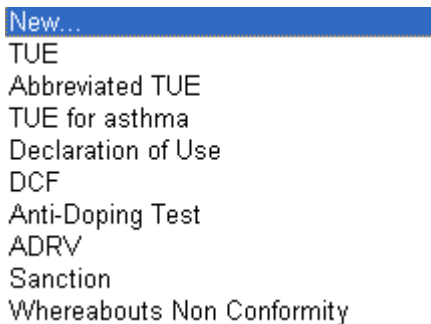 New...
TUE
Abbreviated TUE
TUE for asthma
Declaration of Use
DCF
Anti-Doping Test
ADRV
Sanction
Whereabouts Non Conformity